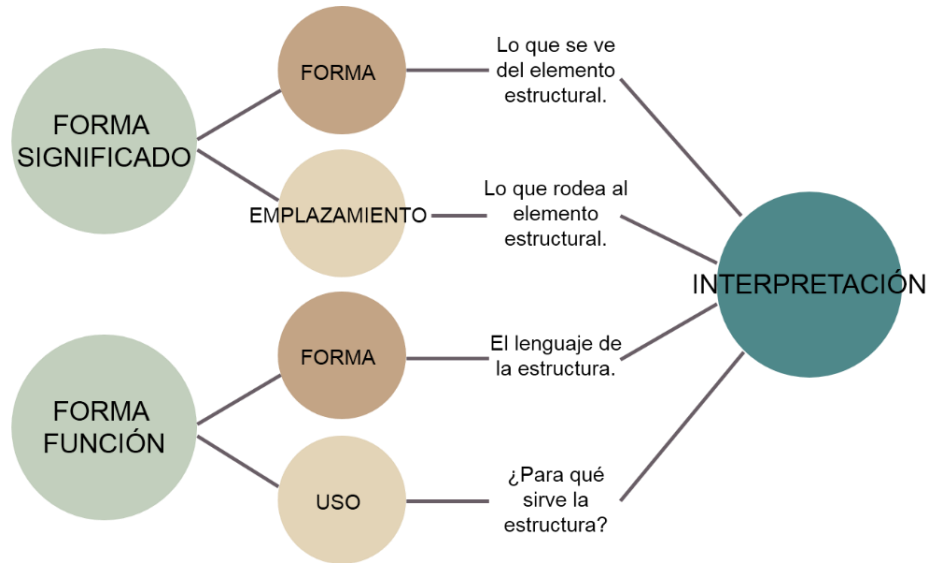 FORMA
SIGNIFICADO
FORMA
Lo que se ve
del elemento
estructural.
EMPLAZAMIENTO
Lo que rodea al
elemento
estructural.
FORMA
FUNCIÓN
FORMA
El lenguaje de
la estructura.
USO
¿Para qué
sirve la
estructura?
INTERPRETACIÓN